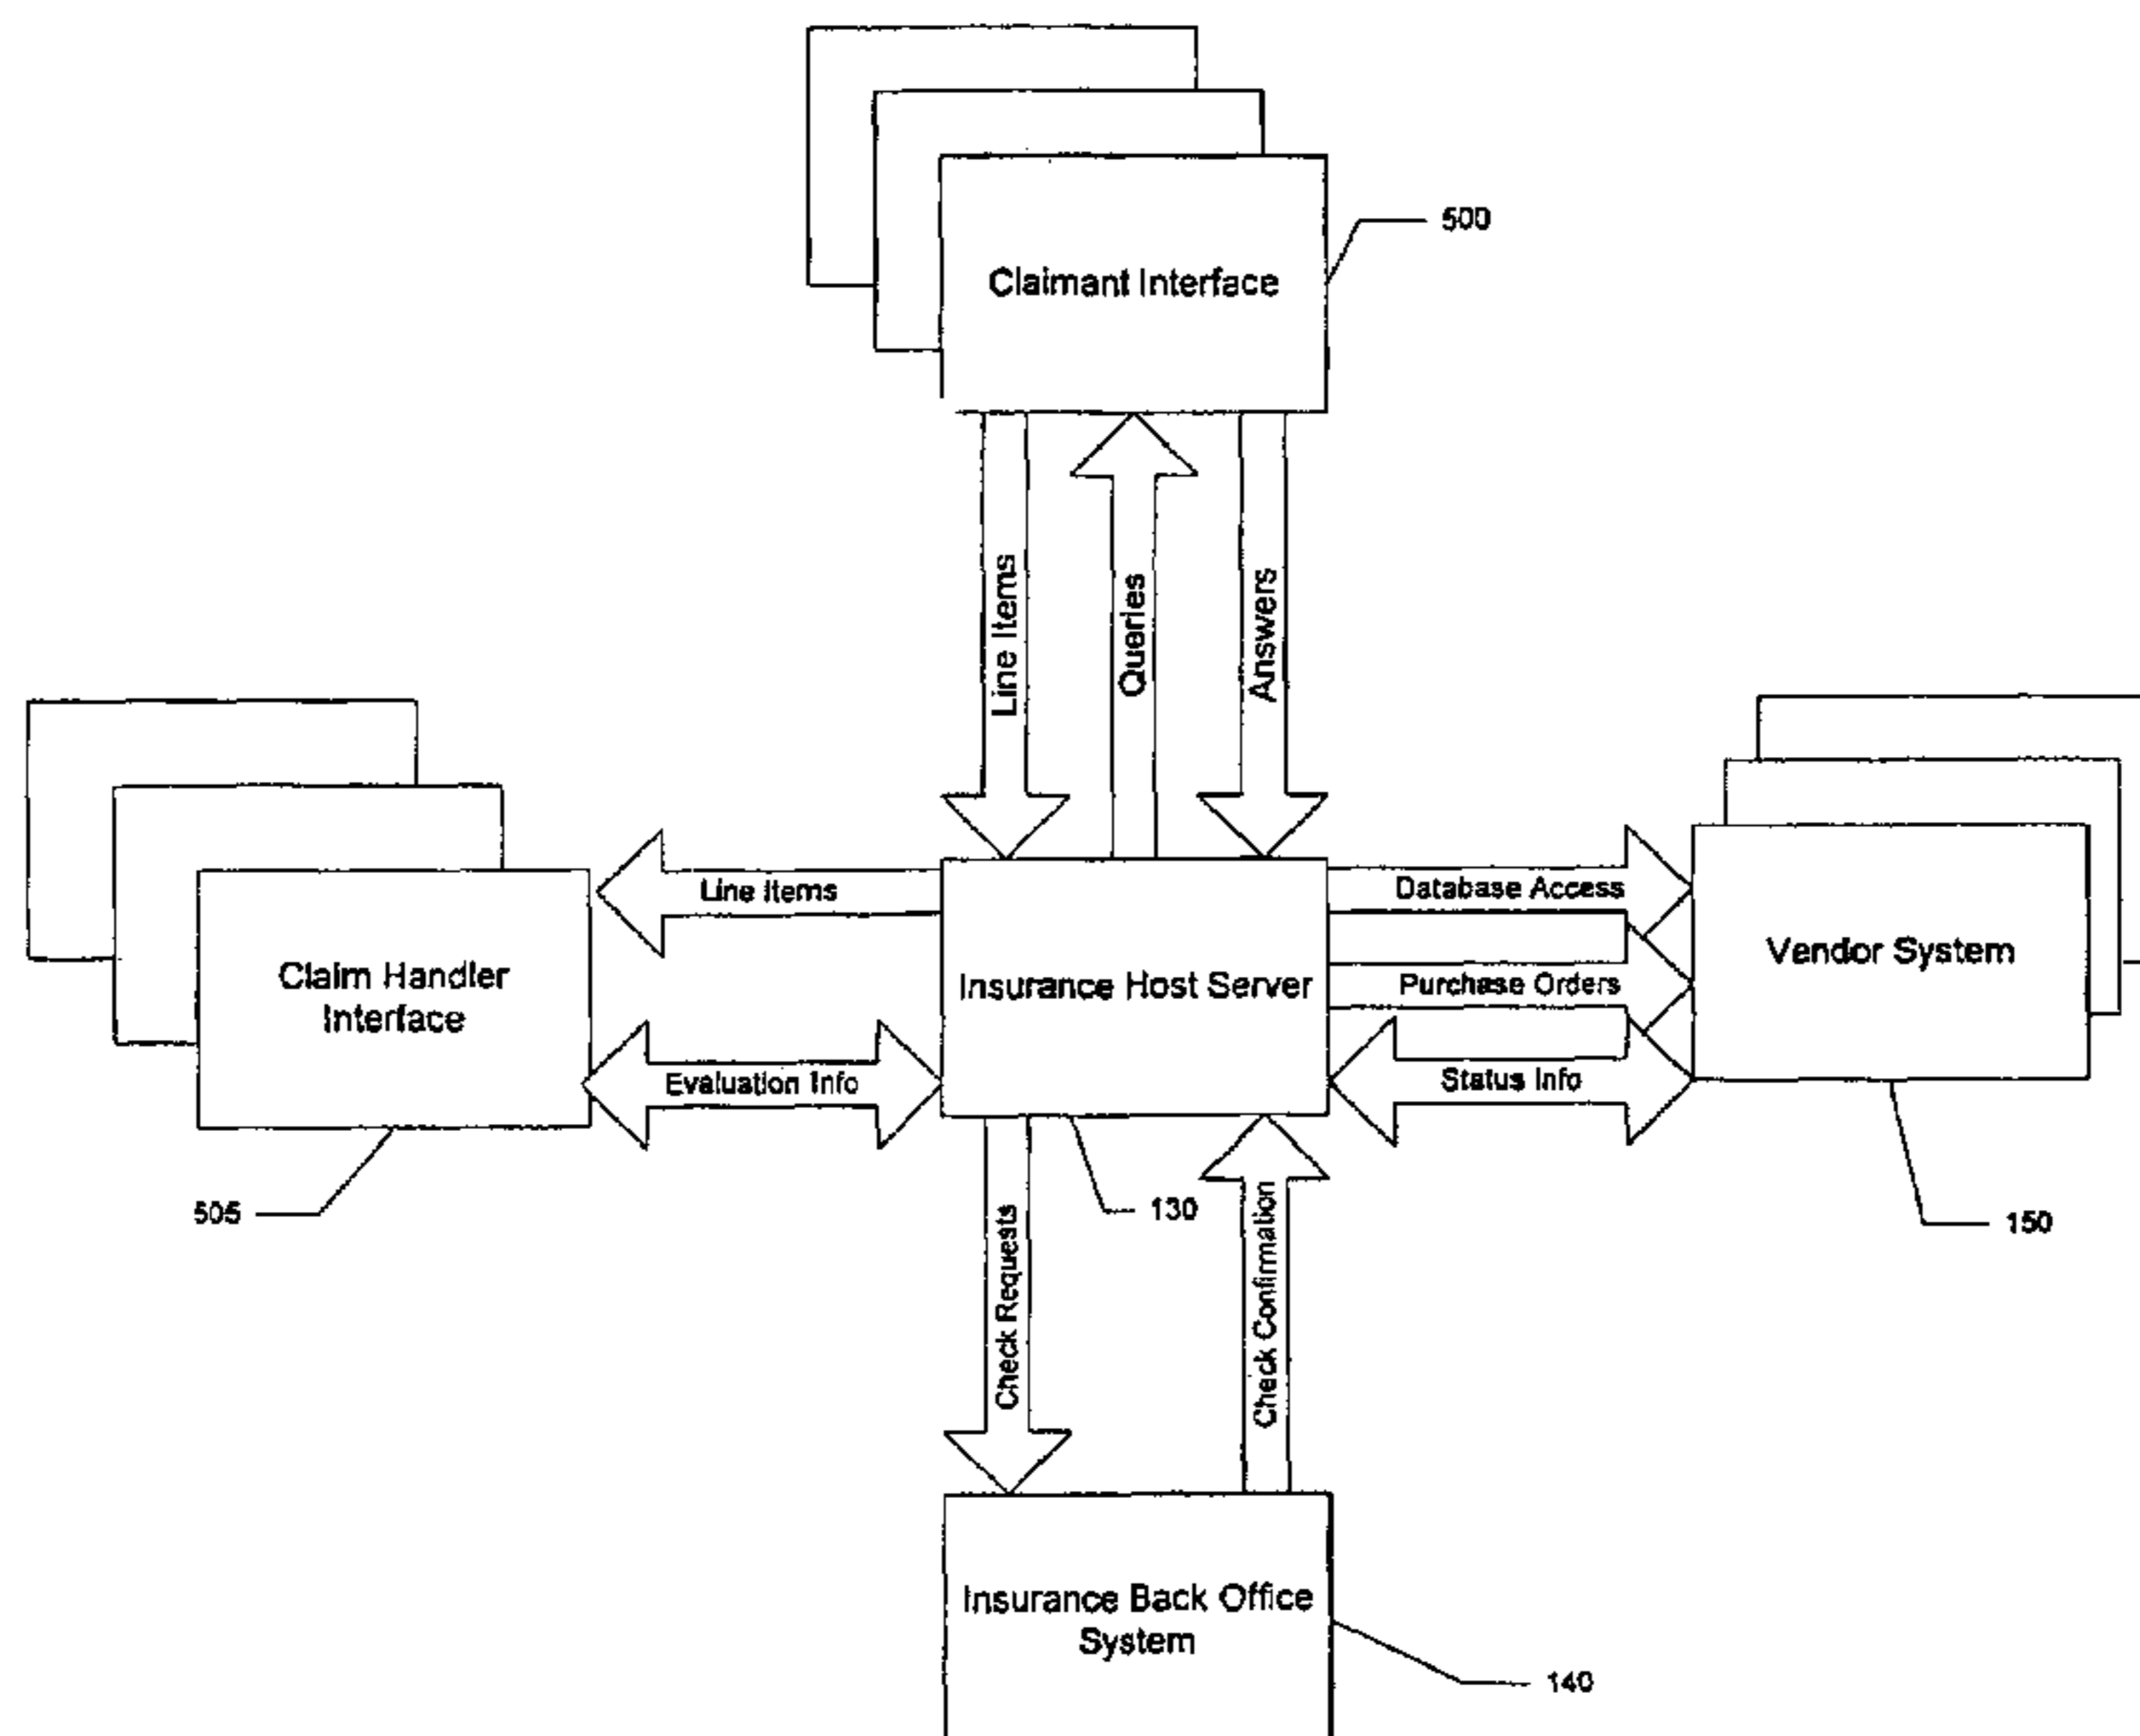 500
Claimant Interface
Line Items
Queries
Answers
Line Items
Database Access
Claim Handler
Interface
Insurance Host Server
Vendor System
Purchase Orders
Evaluation Info
Status Info
505
130
150
Check Requests
Check Confirmation
Insurance Back Office
System
140